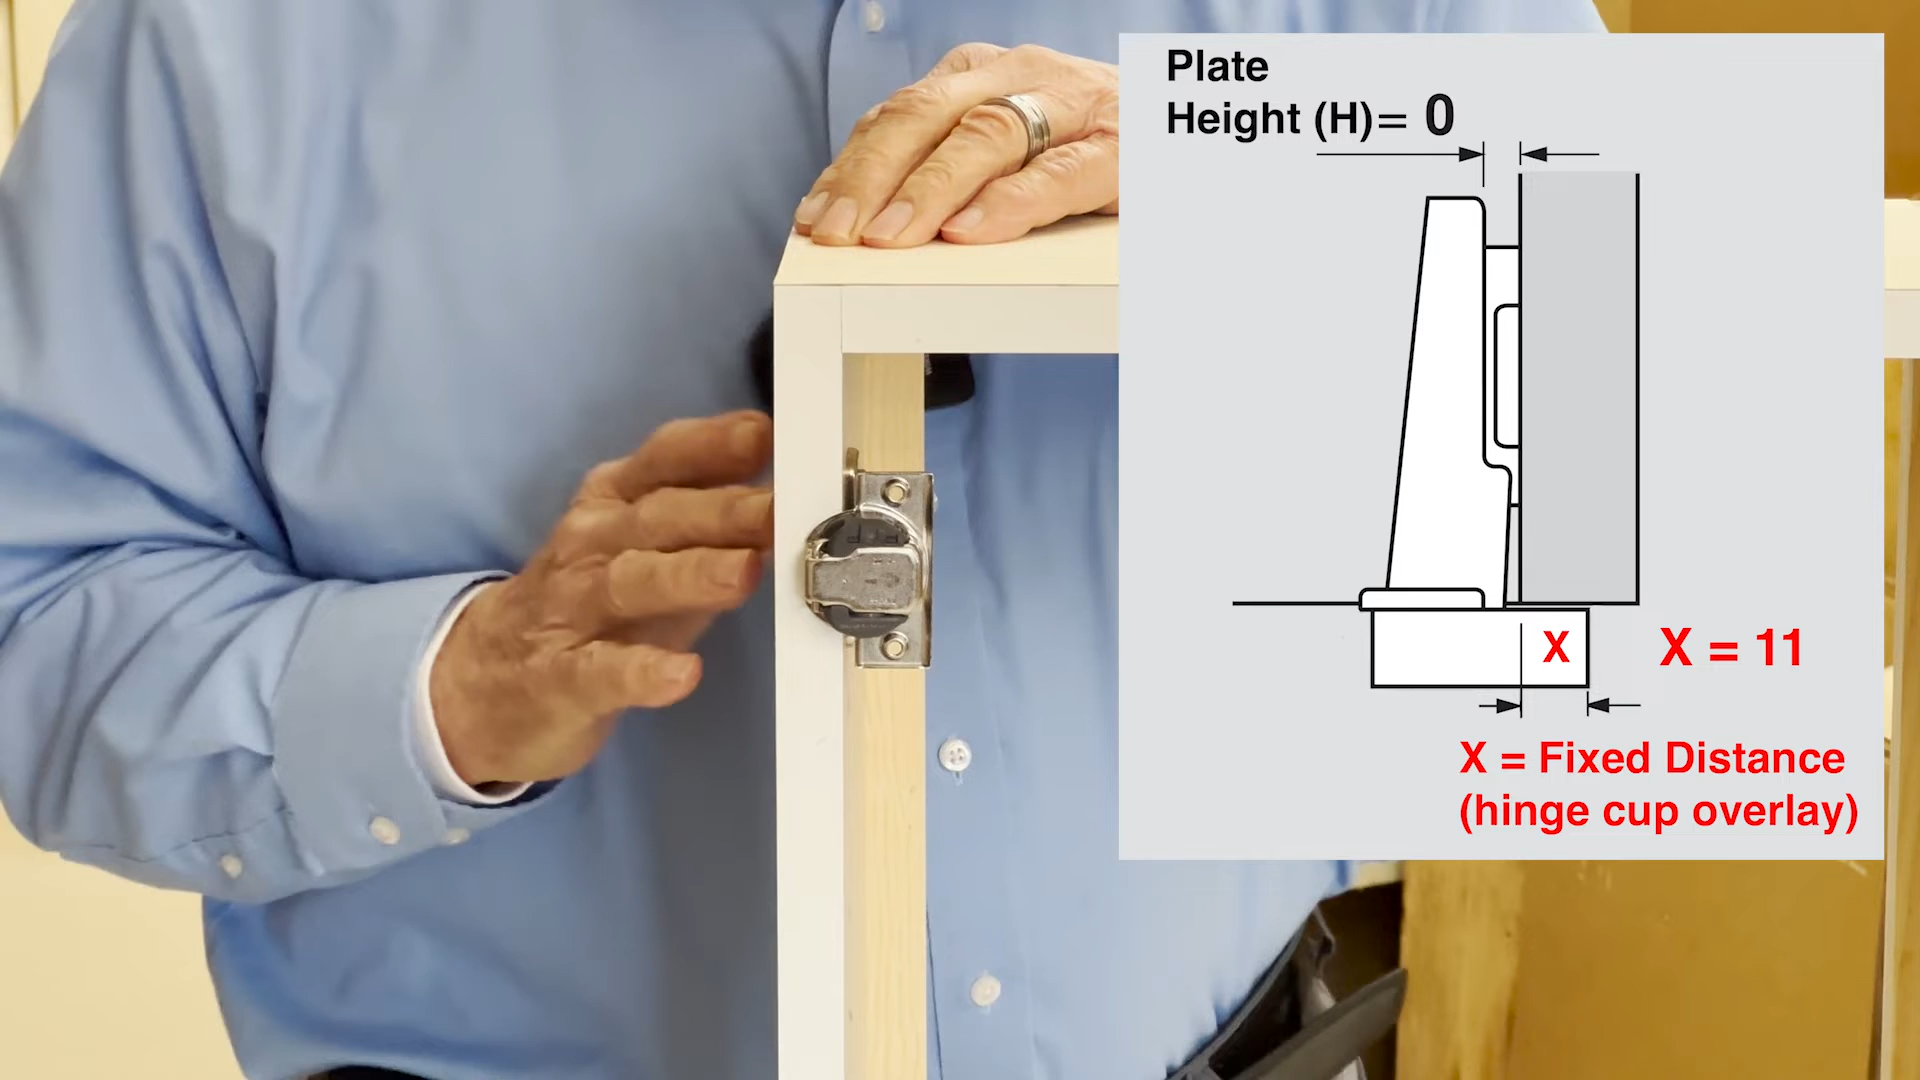 Plate
Height (H)= 0
X
X = 11
X = Fixed Distance
(hinge cup overlay)